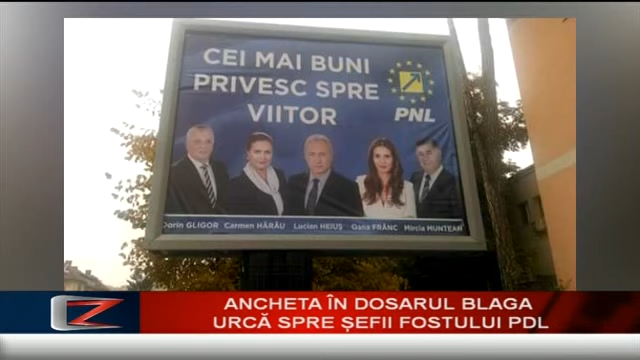 CEI MAI BUNI
PRIVESC SPRE
VIITOR
PNL
Dorin GLIGOR Carmen HĂRĂU Lucian HEIUȘ Oana FRÂNC Mircia MUNTEAN
ANCHETA ÎN DOSARUL BLAGA
URCĂ SPRE ȘEFII FOSTULUI PDL